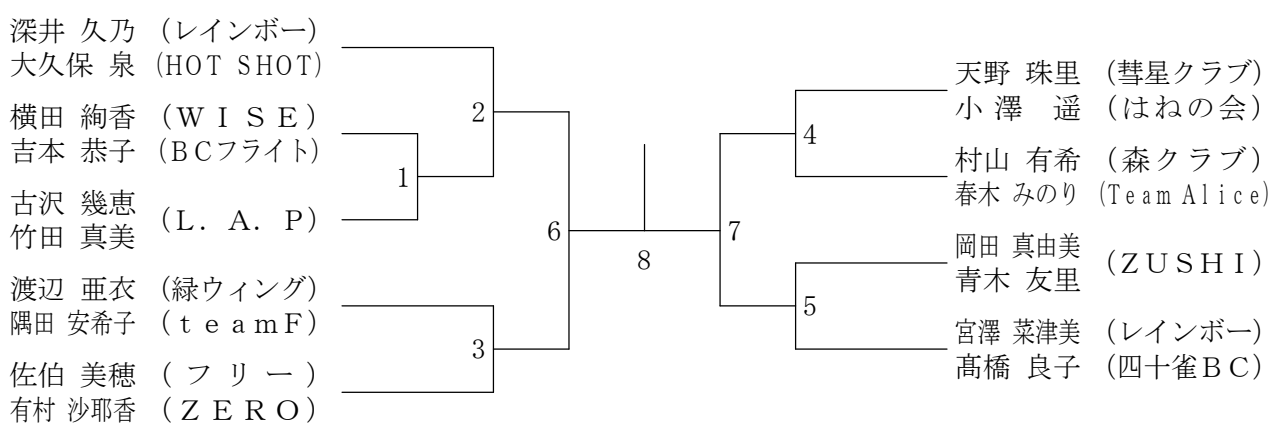 深井 久乃 (レインボー)
大久保 泉 (HOT SHOT)
横田 絢香 (ＷＩＳＥ)
吉本 恭子 (ＢＣフライト)
古沢 幾恵
竹田 真美
(Ｌ．Ａ．Ｐ)
渡辺 亜衣 (緑ウィング)
隅田 安希子 (ｔｅａｍＦ)
佐伯 美穂 (フリー)
有村 沙耶香 (ＺＥＲＯ)
1
2
3
6
8
7
4
5
天野 珠里 (彗星クラブ)
小澤 遥 (はねの会)
村山 有希 (森クラブ)
春木 みのり (Team Alice)
岡田 真由美
青木 友里
(ＺＵＳＨＩ)
宮澤 菜津美 (レインボー)
髙橋 良子 (四十雀ＢＣ)